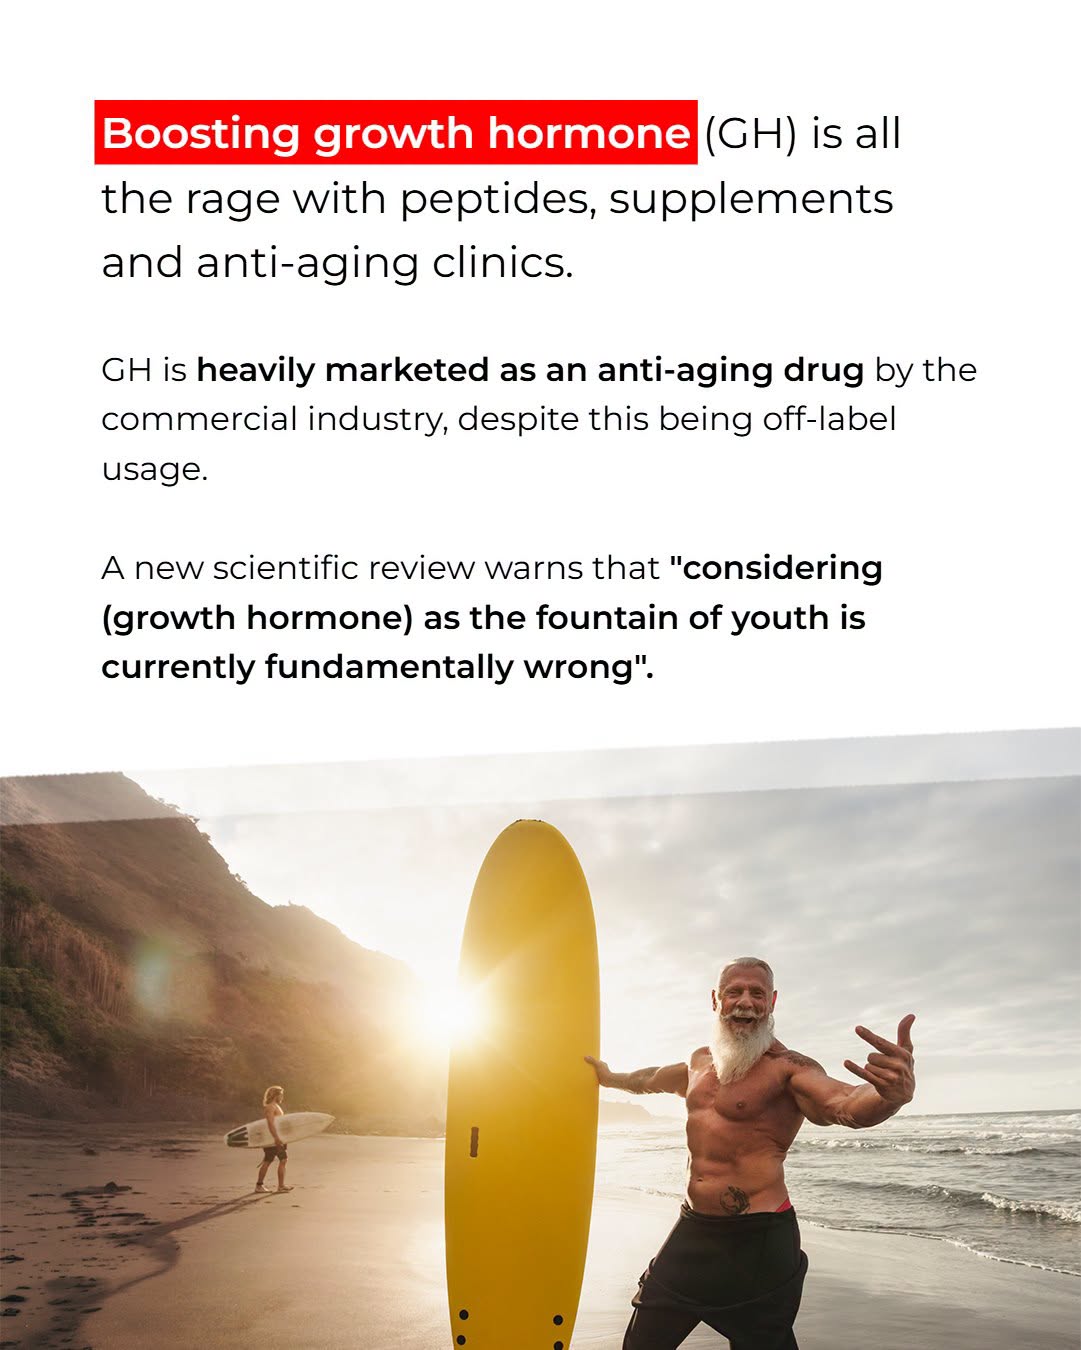 Boosting growth hormone (GH) is all
the rage with peptides, supplements
and anti-aging clinics.
GH is heavily marketed as an anti-aging drug by the
commercial industry, despite this being off-label
usage.
A new scientific review warns that "considering
(growth hormone) as the fountain of youth is
currently fundamentally wrong".